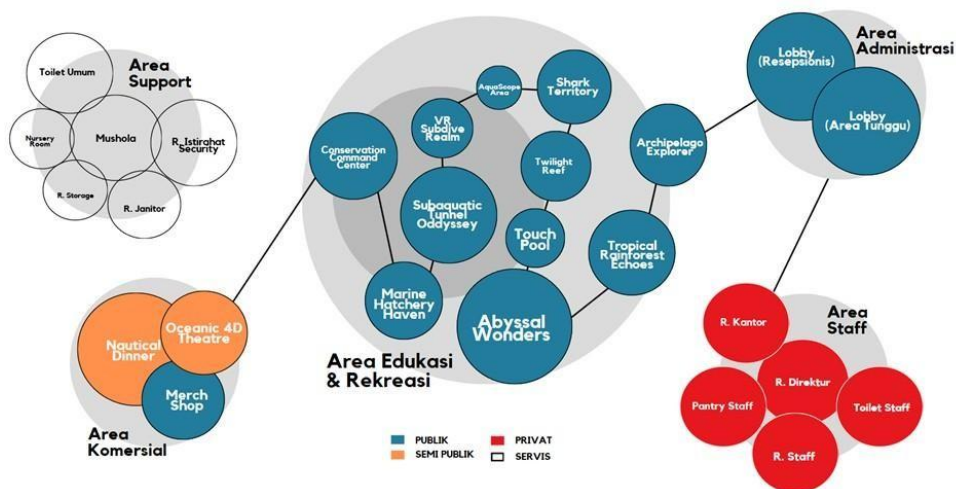 Area
Support
Toilet Umum
Nursery
Room
Mushola
R. Istirahat
Security
R. Storage
R. Janitor
Conservation
Command
Center
VR
Subdive
Realm
AquaScope
Area
Shark
Territory
Twilight
Reef
Subaquatic
Tunnel
Oddyssey
Touch
Pool
Marine
Hatchery
Haven
Abyssal
Wonders
Tropical
Rainforest
Echoes
Archipelago
Explorer
Area Edukasi
& Rekreasi
Lobby
(Resepsionis)
Area
Administrasi
Lobby
(Area Tunggu)
Nautical
Dinner
Oceanic 4D
Theatre
Merch
Shop
Area
Komersial
R. Kantor
Area
Staff
R. Direktur
Pantry Staff
Toilet Staff
R. Staff
PUBLIK
SEMI PUBLIK
PRIVAT
SERVIS